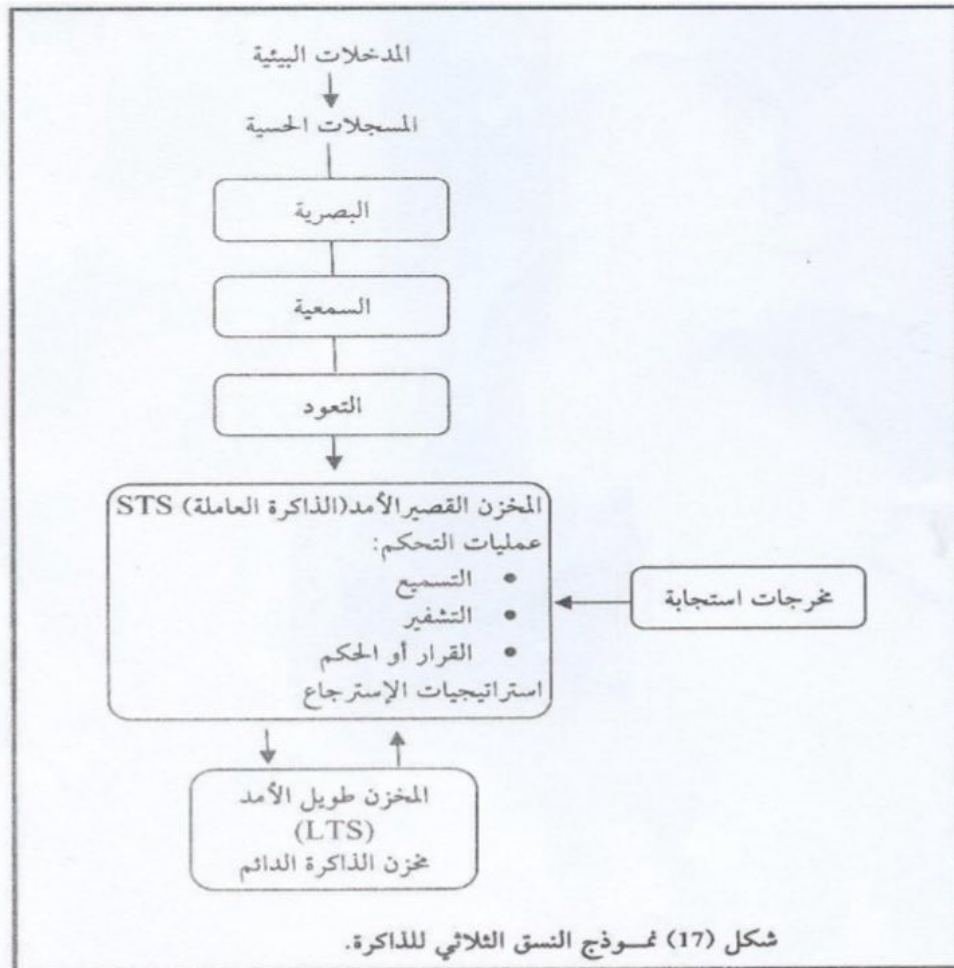 المدخلات البيئية
المسجلات الحسية
البصرية
السمعية
التعود
المخزن القصير الأمد(الذاكرة العاملة) STS
عمليات التحكم:
• التسميع
• التشفير
• القرار أو الحكم
استراتيجيات الإسترجاع
مخرجات استجابة
المخزن طويل الأمد
(LTS)
مخزن الذاكرة الدائم
شكل (17) نمـوذج النسق الثلاثي للذاكرة.